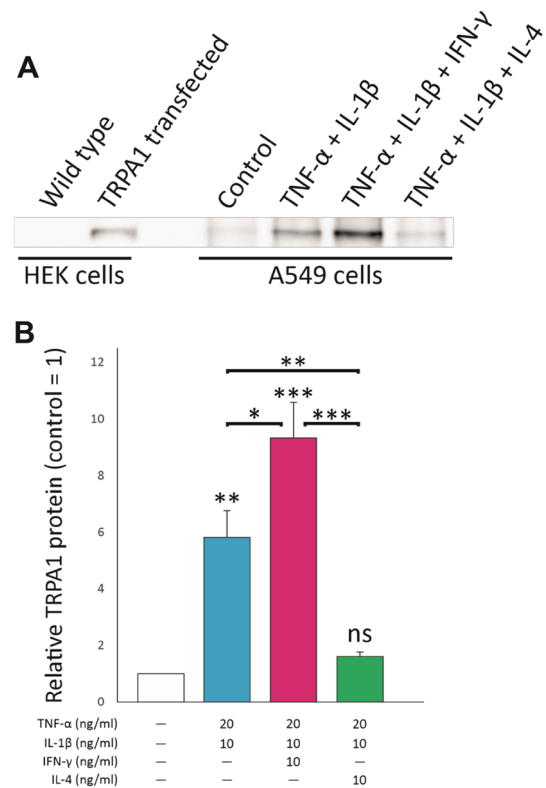 A
Wild type
TRPA1 transfected
Control
TNF-α + IL-1β
TNF-α + IL-1β + IFN-γ
TNF-α + IL-1β + IL-4
HEK cells
A549 cells
B
Relative TRPA1 protein (control = 1)
12
10
8
6
4
2
0
**
* *** ***
**
ns
TNF-α (ng/ml) — 20 20 20
IL-1β (ng/ml) — 10 10 10
IFN-γ (ng/ml) — — 10 —
IL-4 (ng/ml) — — — 10